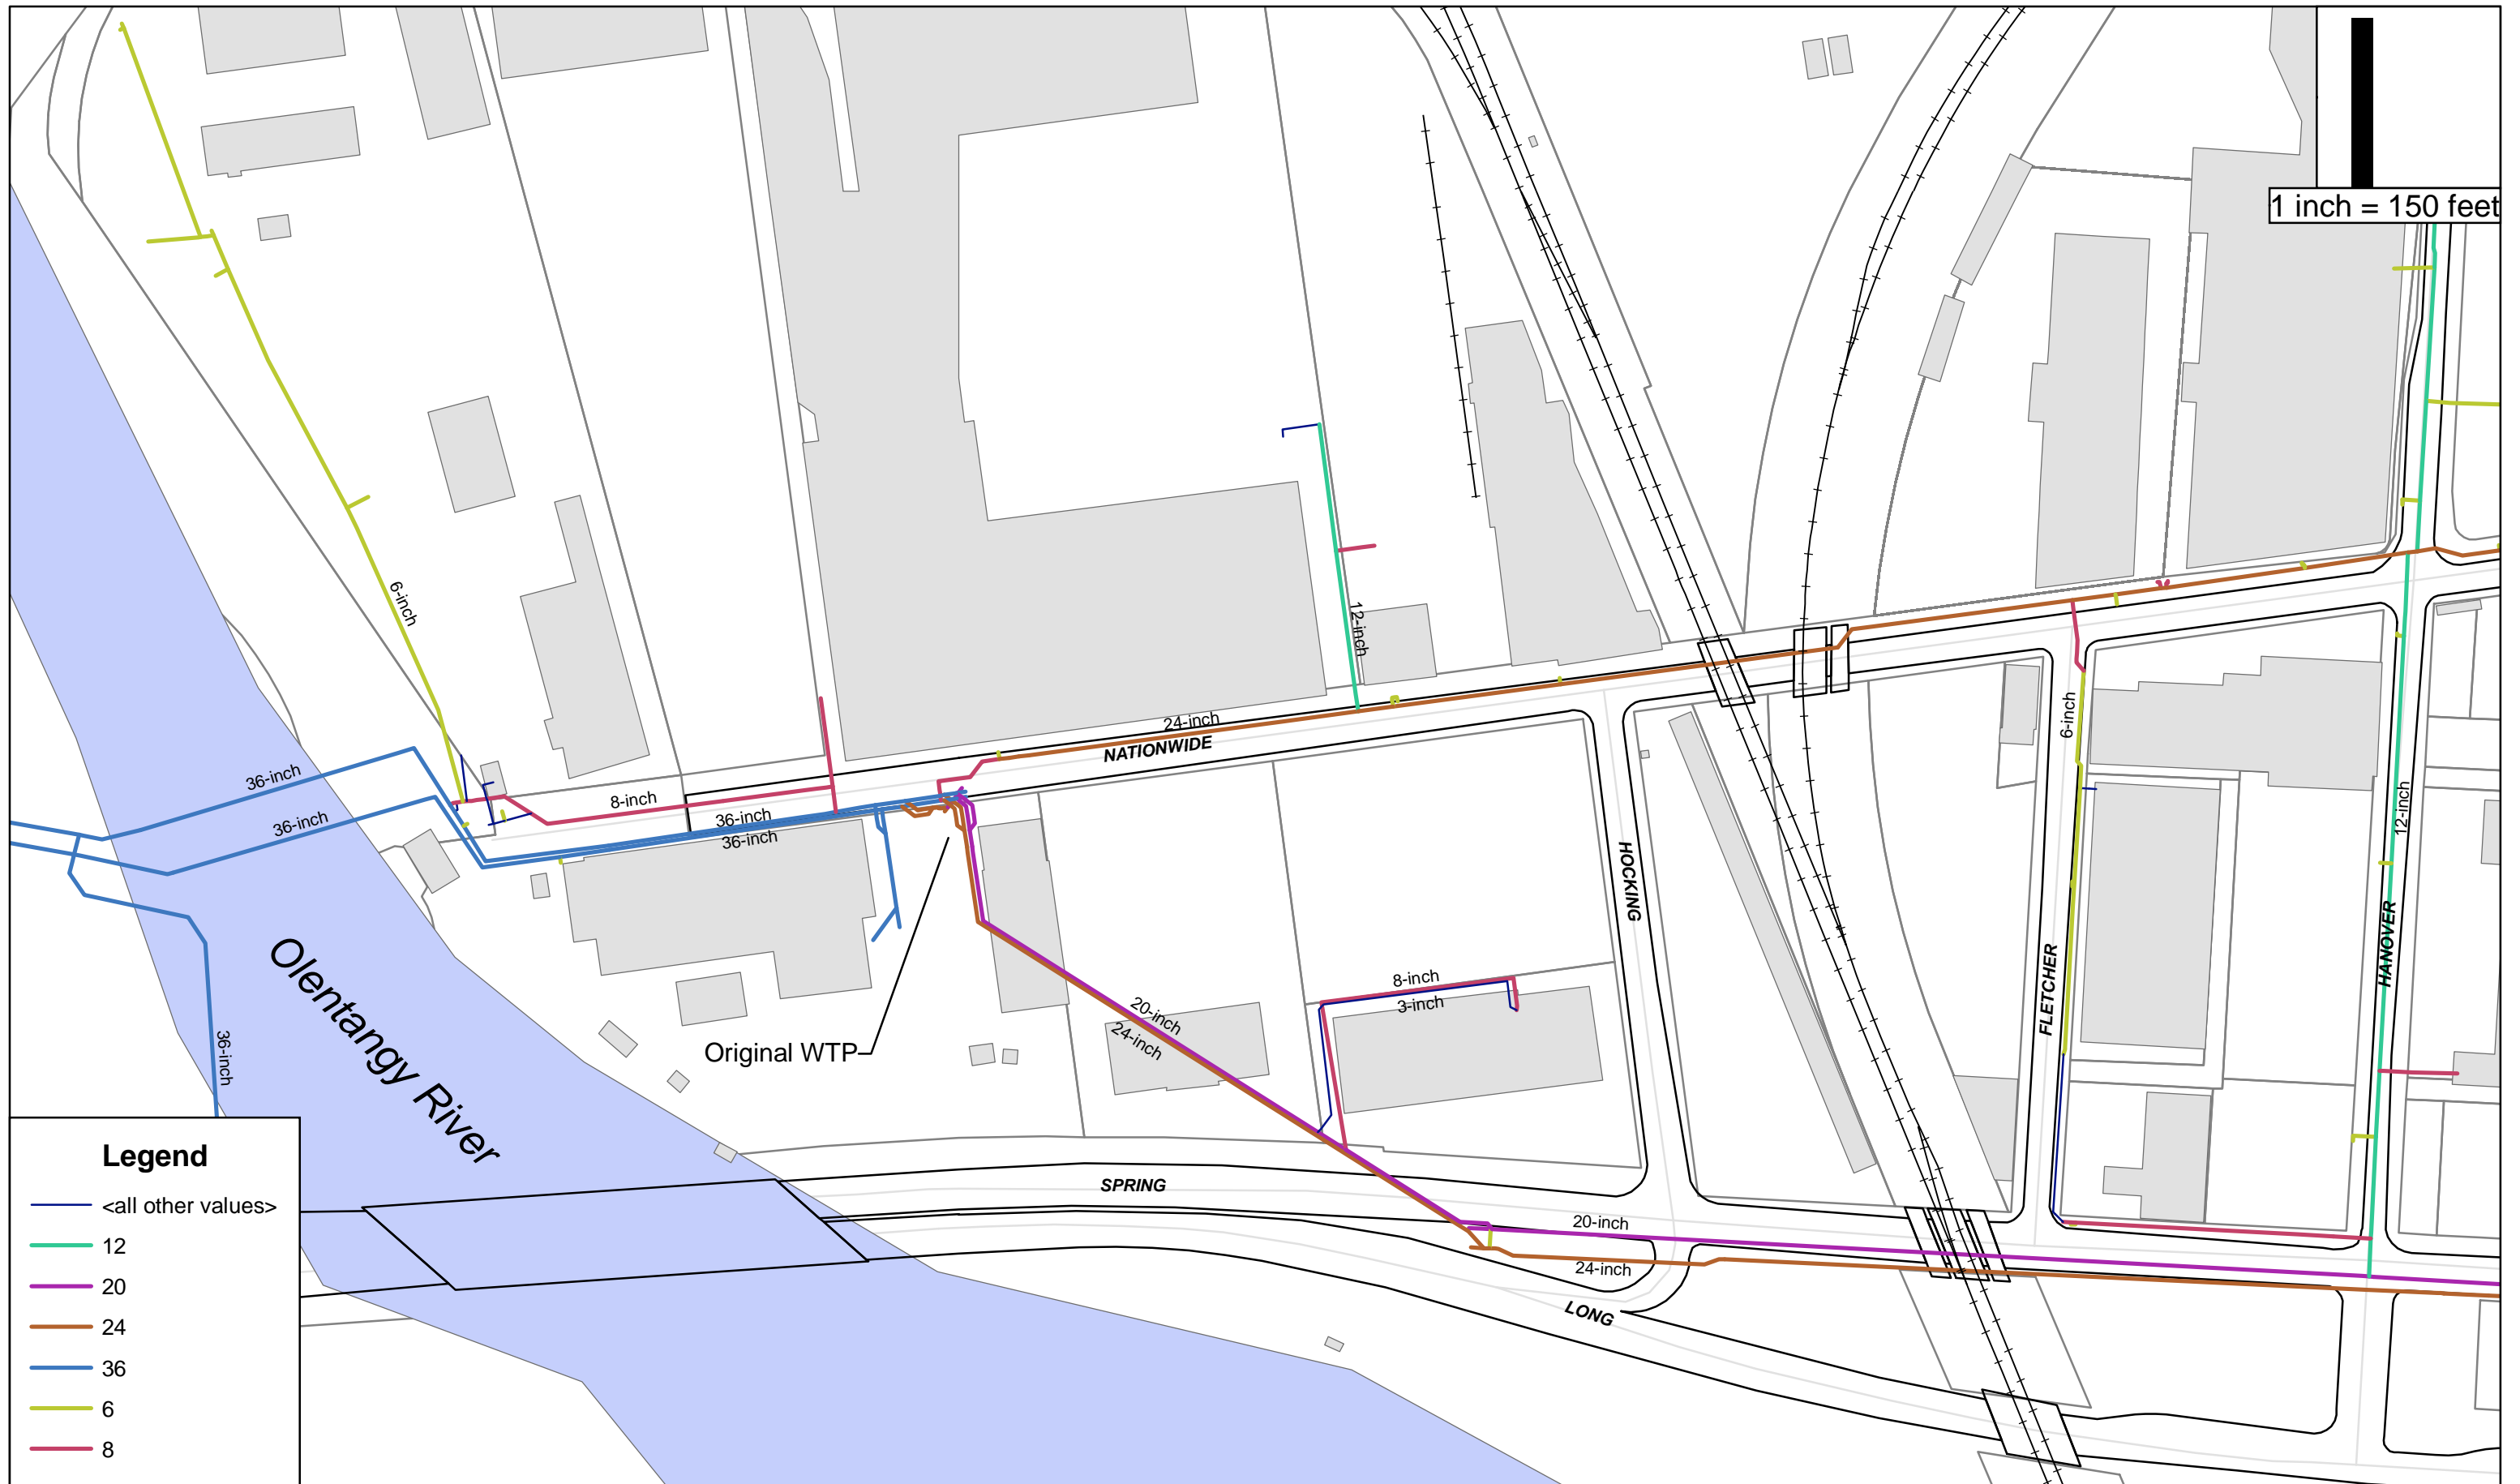 1 inch = 150 feet
6-inch
12-inch
24-inch
NATIONWIDE
6-inch
36-inch
36-inch
8-inch
36-inch
36-inch
12-inch
HOCKING
HANOVER
FLETCHER
Olentangy River
8-inch
3-inch
20-inch
24-inch
36-inch
Original WTP
SPRING
20-inch
24-inch
LONG
Legend
<all other values>
12
20
24
36
6
8